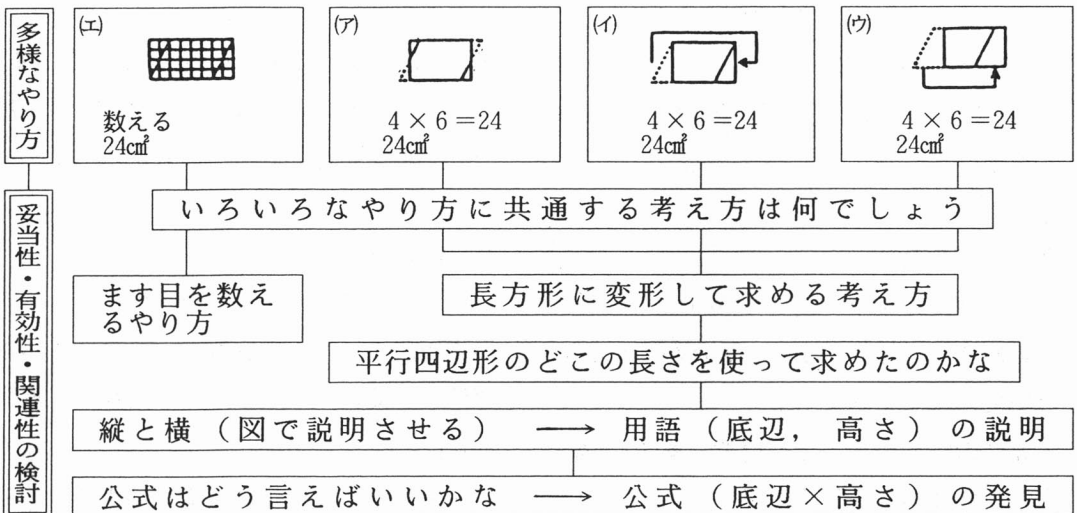 多様なやり方
(エ)
数える
24c㎡
(ア)
4×6=24
24c㎡
(イ)
4×6=24
24c㎡
(ウ)
4×6=24
24c㎡
妥当性・有効性・関連性の検討
いろいろなやり方に共通する考え方は何でしょう
ます目を数え
るやり方
長方形に変形して求める考え方
平行四辺形のどこの長さを使って求めたのかな
縦と横(図で説明させる) → 用語(底辺,高さ)の説明
公式はどう言えばいいかな → 公式(底辺×高さ)の発見